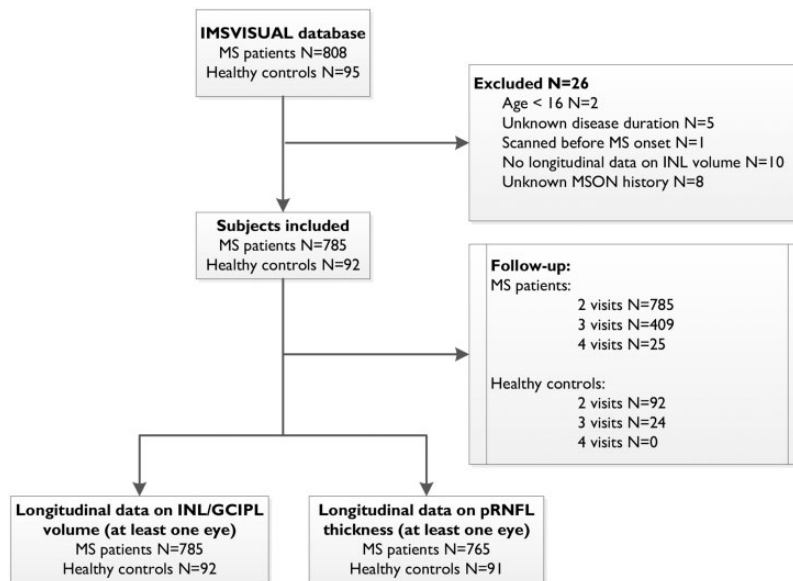 IMSVISUAL database
MS patients N=808
Healthy controls N=95
Excluded N=26
Age < 16 N=2
Unknown disease duration N=5
Scanned before MS onset N=1
No longitudinal data on INL volume N=10
Unknown MSON history N=8
Subjects included
MS patients N=785
Healthy controls N=92
Follow-up:
MS patients:
2 visits N=785
3 visits N=409
4 visits N=25
Healthy controls:
2 visits N=92
3 visits N=24
4 visits N=0
Longitudinal data on INL/GCIPL
volume (at least one eye)
MS patients N=785
Healthy controls N=92
Longitudinal data on pRNFL
thickness (at least one eye)
MS patients N=765
Healthy controls N=91